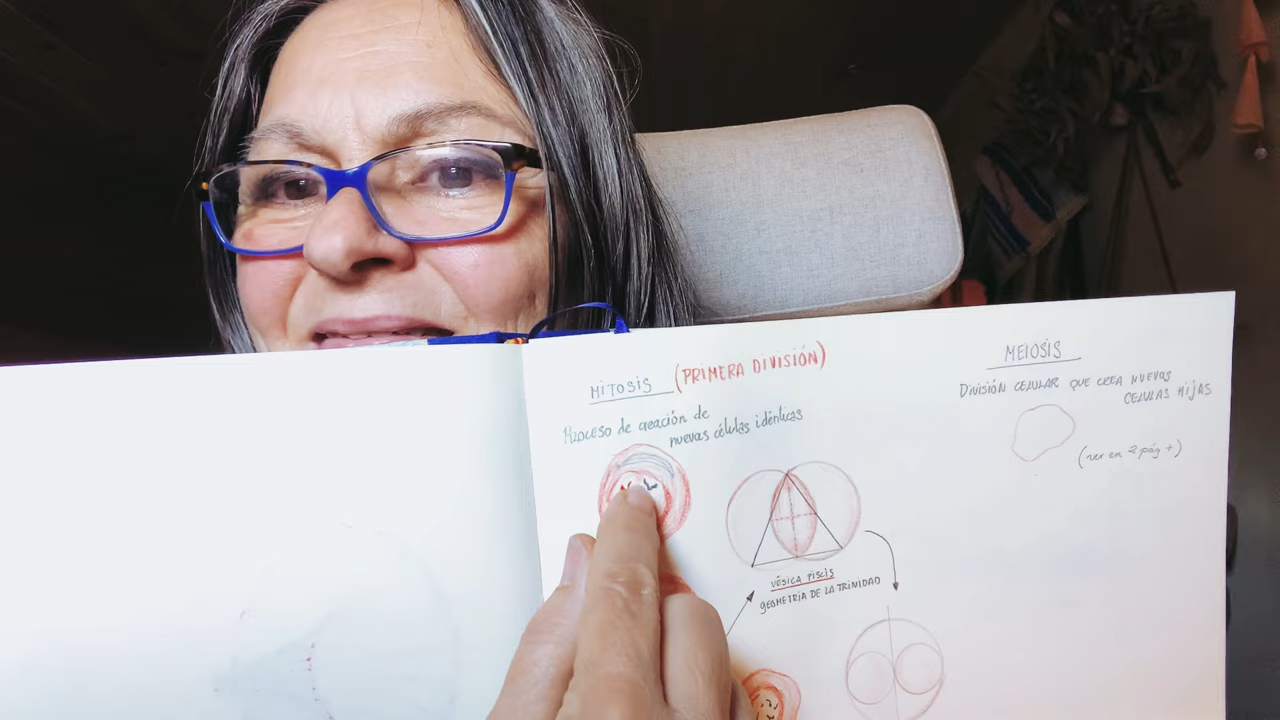 MITOSIS (PRIMERA DIVISIÓN)
Proceso de creación de
nuevas células idénticas
VÉSICA PISCIS
GEOMETRÍA DE LA TRINIDAD
MEIOSIS
DIVISIÓN CELULAR QUE CREA NUEVAS
CELULAS HIJAS
(ver en 2 pág +)